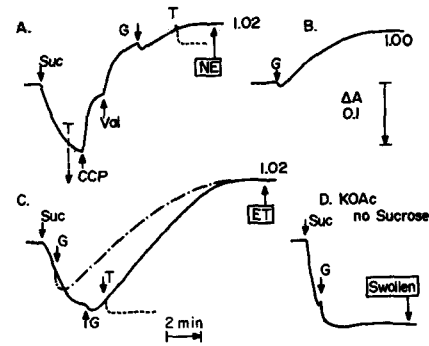 A.
Suc
T
CCP
Val
G
T
1.02
NE
B.
G
1.00
ΔA
0.1
C.
Suc
G
G
T
1.02
ET
2 min
D. KOAc
no Sucrose
Suc
G
Swollen